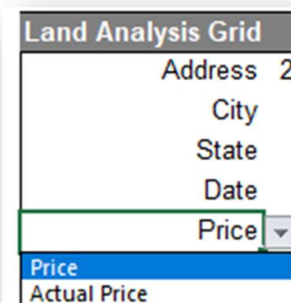 Land Analysis Grid
Address 2
City
State
Date
Price
Price
Actual Price